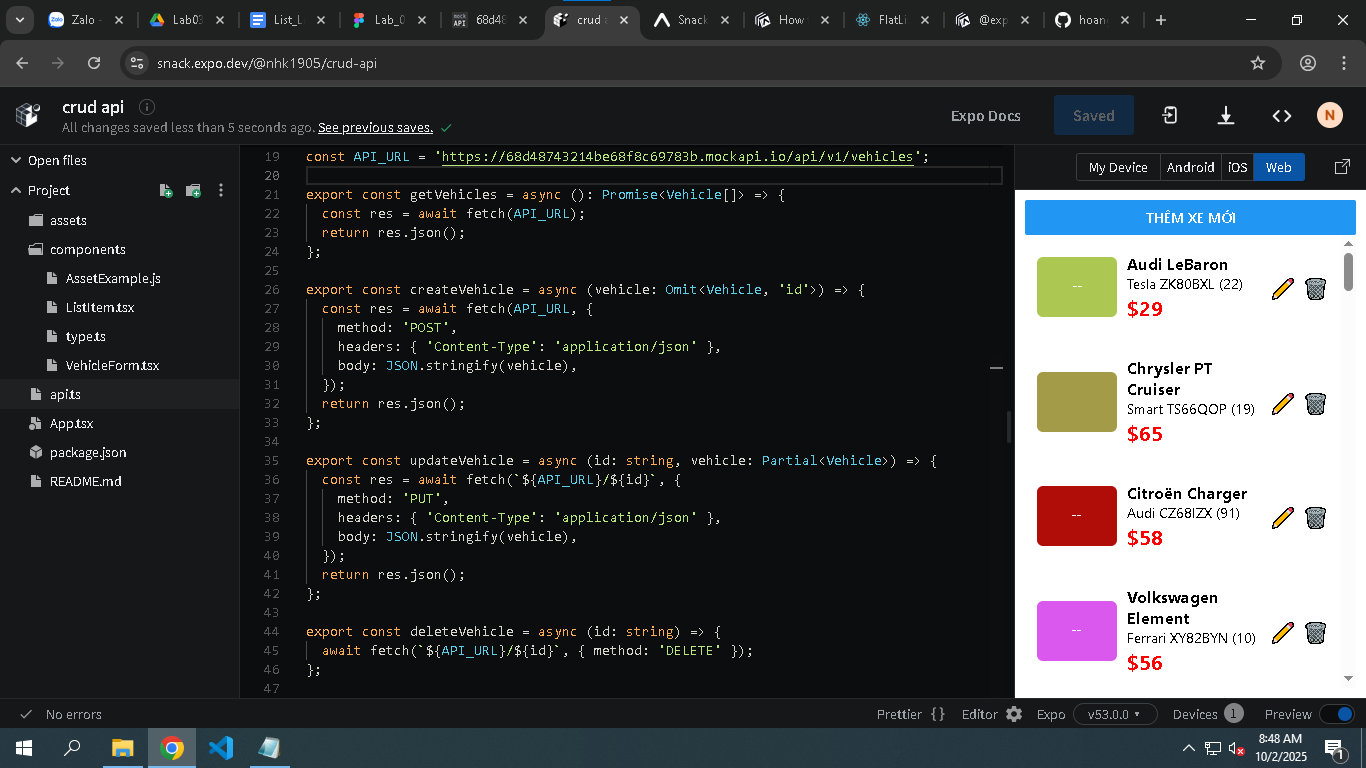 Zalo -
Lab03
List_L
Lab_0
68d48
crud a
Snack
How
FlatLi
@exp
hoan
snack.expo.dev/@nhk1905/crud-api
crud api
All changes saved less than 5 seconds ago. See previous saves.
Expo Docs
Saved
N
Open files
Project
assets
components
AssetExample.js
ListItem.tsx
type.ts
VehicleForm.tsx
api.ts
App.tsx
package.json
README.md
19 const API_URL = 'https://68d48743214be68f8c69783b.mockapi.io/api/v1/vehicles';
20
21 export const getVehicles = async (): Promise<Vehicle[]> => {
22 const res = await fetch(API_URL);
23 return res.json();
24 };
25
26 export const createVehicle = async (vehicle: Omit<Vehicle, 'id'>) => {
27 const res = await fetch(API_URL, {
28 method: 'POST',
29 headers: { 'Content-Type': 'application/json' },
30 body: JSON.stringify(vehicle),
31 });
32 return res.json();
33 };
34
35 export const updateVehicle = async (id: string, vehicle: Partial<Vehicle>) => {
36 const res = await fetch(`${API_URL}/${id}`, {
37 method: 'PUT',
38 headers: { 'Content-Type': 'application/json' },
39 body: JSON.stringify(vehicle),
40 });
41 return res.json();
42 };
43
44 export const deleteVehicle = async (id: string) => {
45 await fetch(`${API_URL}/${id}`, { method: 'DELETE' });
46 };
47
My Device
Android
iOS
Web
THÊM XE MỚI
--
Audi LeBaron
Tesla ZK80BXL (22)
$29
Chrysler PT
Cruiser
Smart TS66QOP (19)
$65
--
Citroën Charger
Audi CZ68IZX (91)
$58
--
Volkswagen
Element
Ferrari XY82BYN (10)
$56
No errors
Prettier {}
Editor
Expo
v53.0.0
Devices 1
Preview
8:48 AM
10/2/2025
1